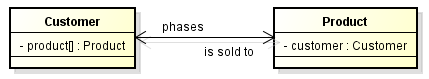 Customer
- product[] : Product
phases
is sold to
Product
- customer : Customer